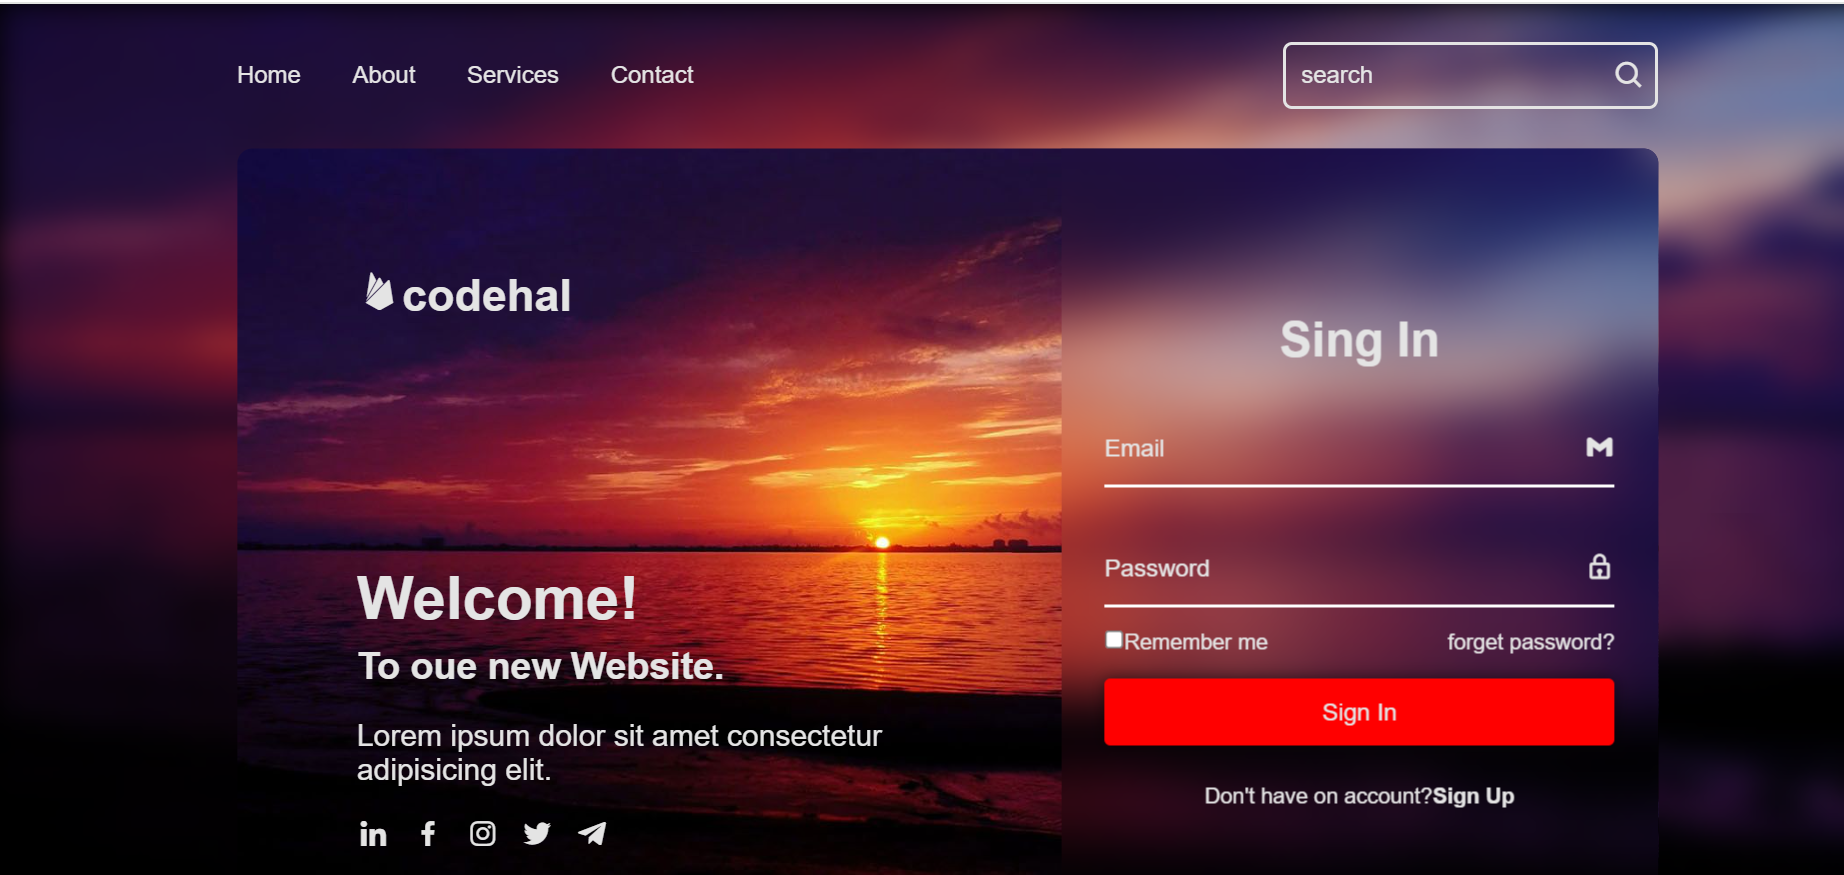 Home About Services Contact search
codehal
Welcome!
To oue new Website.
Lorem ipsum dolor sit amet consectetur
adipisicing elit.
Sing In
Email
Password
Remember me forget password?
Sign In
Don't have on account?Sign Up